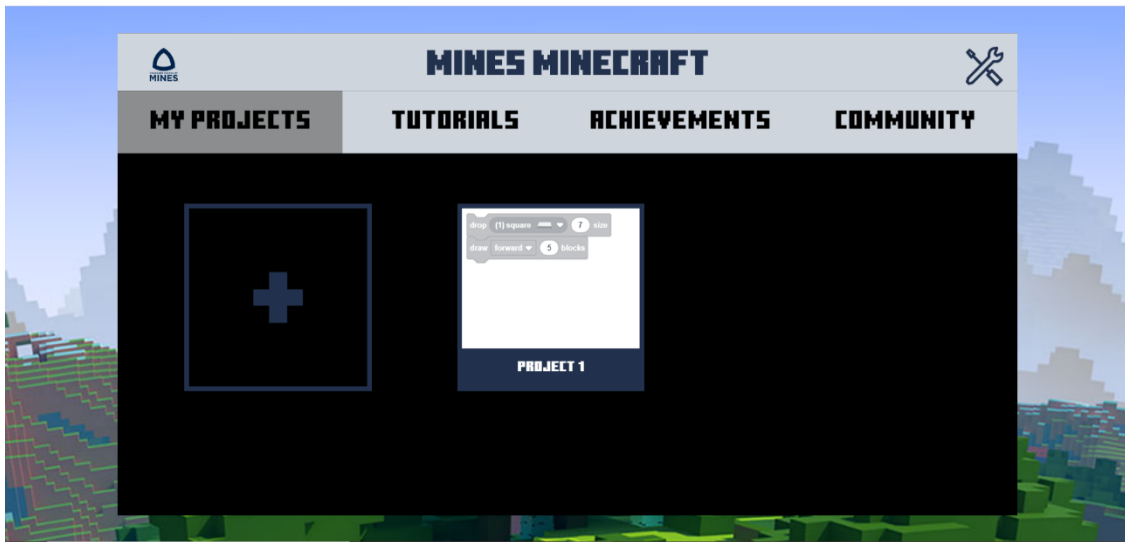 MINES MINECRAFT
MINES
MY PROJECTS TUTORIALS ACHIEVEMENTS COMMUNITY
drop (1) square 7 size
draw forward 5 blocks
PROJECT 1